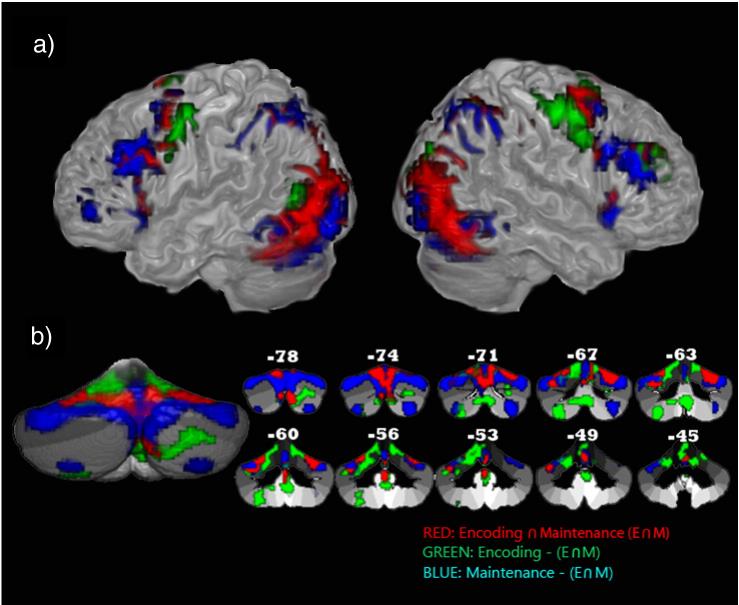 a)
b)
-78 -74 -71 -67 -63
-60 -56 -53 -49 -45
RED: Encoding ∩ Maintenance (E∩M)
GREEN: Encoding - (E∩M)
BLUE: Maintenance - (E∩M)